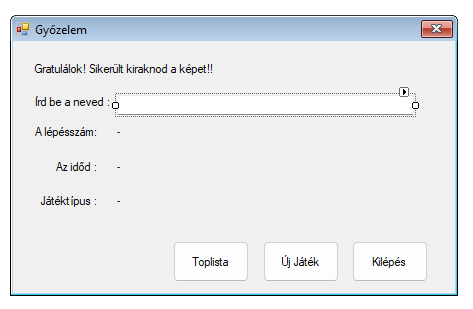 Győzelem
Gratulálok! Sikerült kiraknod a képet!!
Írd be a neved :
A lépésszám: -
Az időd : -
Játéktípus : -
Toplista Új Játék Kilépés